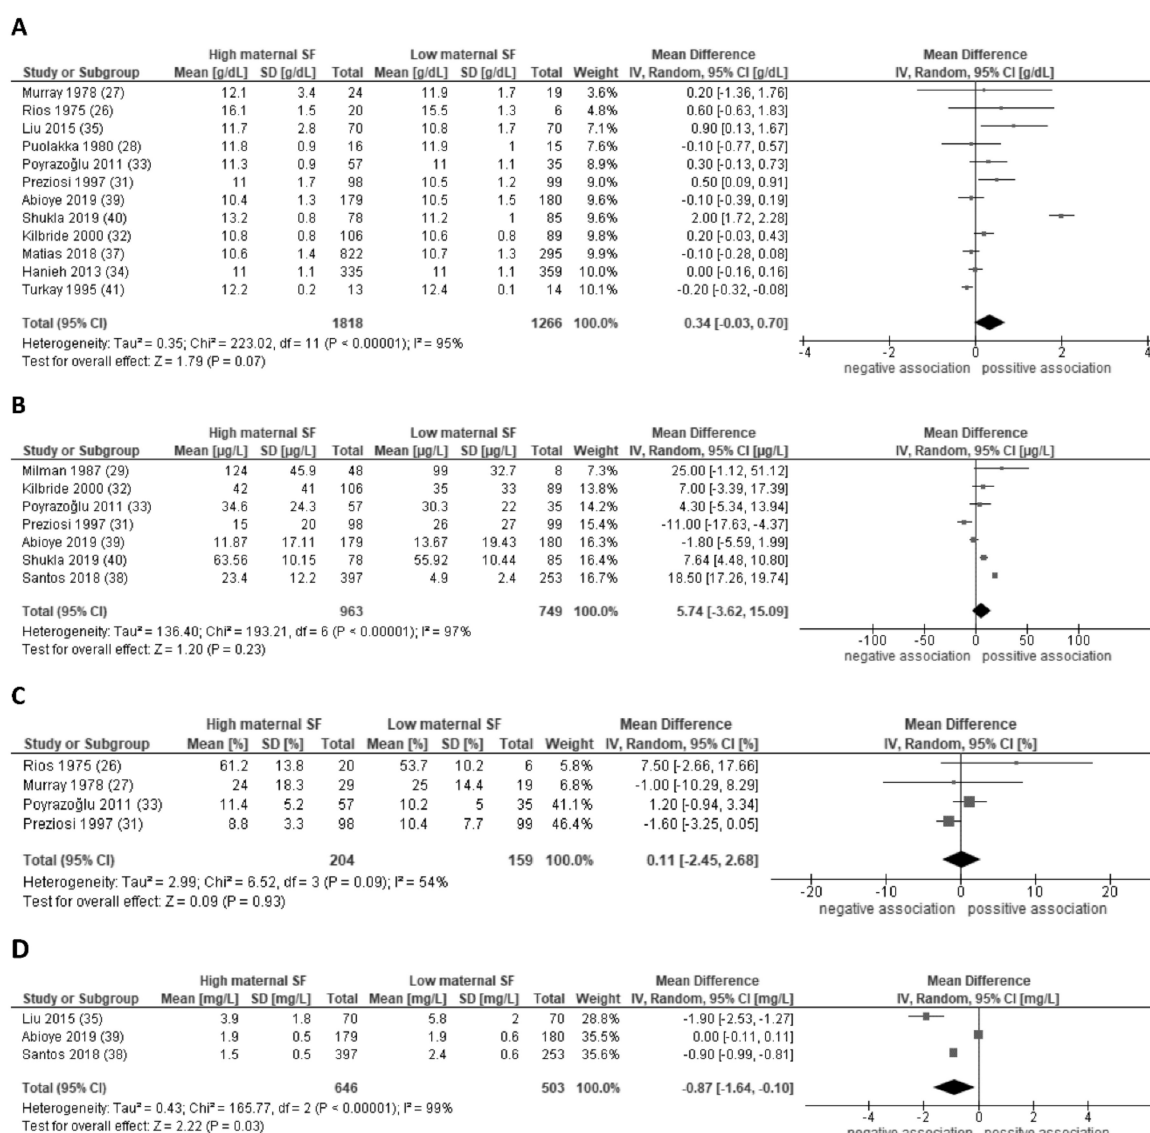 A
High maternal SF Low maternal SF Mean Difference Mean Difference
Study or Subgroup Mean [g/dL] SD [g/dL] Total Mean [g/dL] SD [g/dL] Total Weight IV, Random, 95% CI [g/dL] IV, Random, 95% CI [g/dL]
Murray 1978 (27) 12.1 3.4 24 11.9 1.7 19 3.6% 0.20 [-1.36, 1.76]
Rios 1975 (26) 16.1 1.5 20 15.5 1.3 6 5.0% 0.60 [-0.63, 1.83]
Liu 2015 (35) 11.7 2.8 70 10.8 1.7 70 7.1% 0.90 [0.13, 1.67]
Puolakka 1980 (28) 11.8 0.9 16 11.9 1 15 7.6% -0.10 [-0.77, 0.57]
Poyrazoğlu 2011 (33) 11.3 0.9 57 11 1.1 35 8.9% 0.30 [-0.13, 0.73]
Preziosi 1997 (31) 11 1.7 98 10.5 1.2 99 9.0% 0.50 [0.09, 0.91]
Abioye 2019 (39) 10.4 1.3 179 10.5 1.5 180 9.6% -0.10 [-0.39, 0.19]
Shukla 2019 (40) 13.2 0.8 78 11.2 1 85 9.6% 2.00 [1.72, 2.28]
Kilbride 2000 (32) 10.8 0.8 106 10.6 0.8 89 9.8% 0.20 [-0.03, 0.43]
Matias 2018 (37) 10.6 1.4 822 10.7 1.3 295 9.9% -0.10 [-0.28, 0.08]
Hanieh 2013 (34) 11 1.1 335 11 1.1 359 10.0% 0.00 [-0.16, 0.16]
Turkay 1995 (41) 12.2 0.2 13 12.4 0.1 14 10.1% -0.20 [-0.32, -0.08]
Total (95% CI) 1818 1266 100.0% 0.34 [-0.03, 0.70]
Heterogeneity: Tau² = 0.35; Chi² = 223.02, df = 11 (P < 0.00001); I² = 95%
Test for overall effect: Z = 1.79 (P = 0.07)
-4 -2 0 2 4
negative association possitive association
B
High maternal SF Low maternal SF Mean Difference Mean Difference
Study or Subgroup Mean [µg/L] SD [µg/L] Total Mean [µg/L] SD [µg/L] Total Weight IV, Random, 95% CI [µg/L] IV, Random, 95% CI [µg/L]
Milman 1987 (29) 124 45.9 48 99 32.7 8 7.3% 25.00 [-1.12, 51.12]
Kilbride 2000 (32) 42 41 106 35 33 89 13.8% 7.00 [-3.39, 17.39]
Poyrazoğlu 2011 (33) 34.6 24.3 57 30.3 22 35 14.2% 4.30 [-5.34, 13.94]
Preziosi 1997 (31) 15 20 98 26 27 99 15.4% -11.00 [-17.63, -4.37]
Abioye 2019 (39) 11.87 17.11 179 13.67 19.43 180 16.3% -1.80 [-5.59, 1.99]
Shukla 2019 (40) 63.56 10.15 78 55.92 10.44 85 16.4% 7.64 [4.48, 10.80]
Santos 2018 (38) 23.4 12.2 397 4.9 2.4 253 16.7% 18.50 [17.26, 19.74]
Total (95% CI) 963 749 100.0% 5.74 [-3.62, 15.09]
Heterogeneity: Tau² = 136.40; Chi² = 193.21, df = 6 (P < 0.00001); I² = 97%
Test for overall effect: Z = 1.20 (P = 0.23)
-100 -50 0 50 100
negative association possitive association
C
High maternal SF Low maternal SF Mean Difference Mean Difference
Study or Subgroup Mean [%] SD [%] Total Mean [%] SD [%] Total Weight IV, Random, 95% CI [%] IV, Random, 95% CI [%]
Rios 1975 (26) 61.2 13.8 20 53.7 10.2 6 5.8% 7.50 [-2.66, 17.66]
Murray 1978 (27) 24 18.3 29 25 14.4 19 6.8% -1.00 [-10.29, 8.29]
Poyrazoğlu 2011 (33) 11.4 5.2 57 10.2 5 35 41.1% 1.20 [-0.94, 3.34]
Preziosi 1997 (31) 8.8 3.3 98 10.4 7.7 99 46.4% -1.60 [-3.25, 0.05]
Total (95% CI) 204 159 100.0% 0.11 [-2.45, 2.68]
Heterogeneity: Tau² = 2.99; Chi² = 6.52, df = 3 (P = 0.09); I² = 54%
Test for overall effect: Z = 0.09 (P = 0.93)
-20 -10 0 10 20
negative association possitive association
D
High maternal SF Low maternal SF Mean Difference Mean Difference
Study or Subgroup Mean [mg/L] SD [mg/L] Total Mean [mg/L] SD [mg/L] Total Weight IV, Random, 95% CI [mg/L] IV, Random, 95% CI [mg/L]
Liu 2015 (35) 3.9 1.8 70 5.8 2 70 28.8% -1.90 [-2.53, -1.27]
Abioye 2019 (39) 1.9 0.5 179 1.9 0.6 180 35.5% 0.00 [-0.11, 0.11]
Santos 2018 (38) 1.5 0.5 397 2.4 0.6 253 35.6% -0.90 [-0.99, -0.81]
Total (95% CI) 646 503 100.0% -0.87 [-1.64, -0.10]
Heterogeneity: Tau² = 0.43; Chi² = 165.77, df = 2 (P < 0.00001); I² = 99%
Test for overall effect: Z = 2.22 (P = 0.03)
-4 -2 0 2 4
negative association possitive association